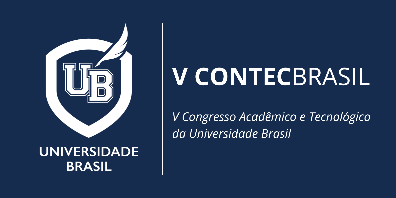 UB
UNIVERSIDADE
BRASIL
V CONTECBRASIL
V Congresso Acadêmico e Tecnológico
da Universidade Brasil